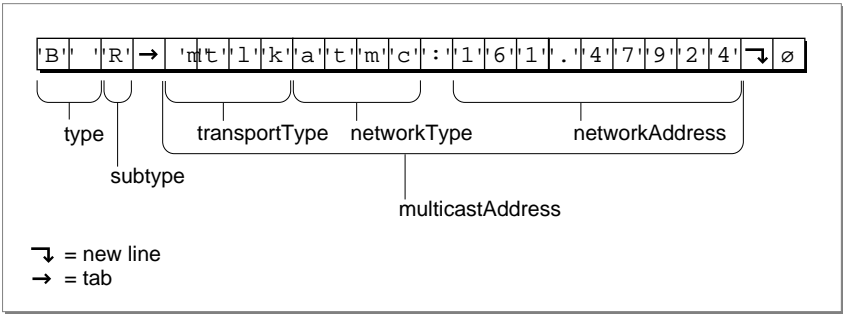 'B' ' ' 'R' → 'm' 't' 'l' 'k' 'a' 't' 'm' 'c' ':' '1' '6' '1' '.' '4' '7' '9' '2' '4' ⮧ ∅
type transportType networkType networkAddress
subtype
multicastAddress
⮧ = new line
→ = tab